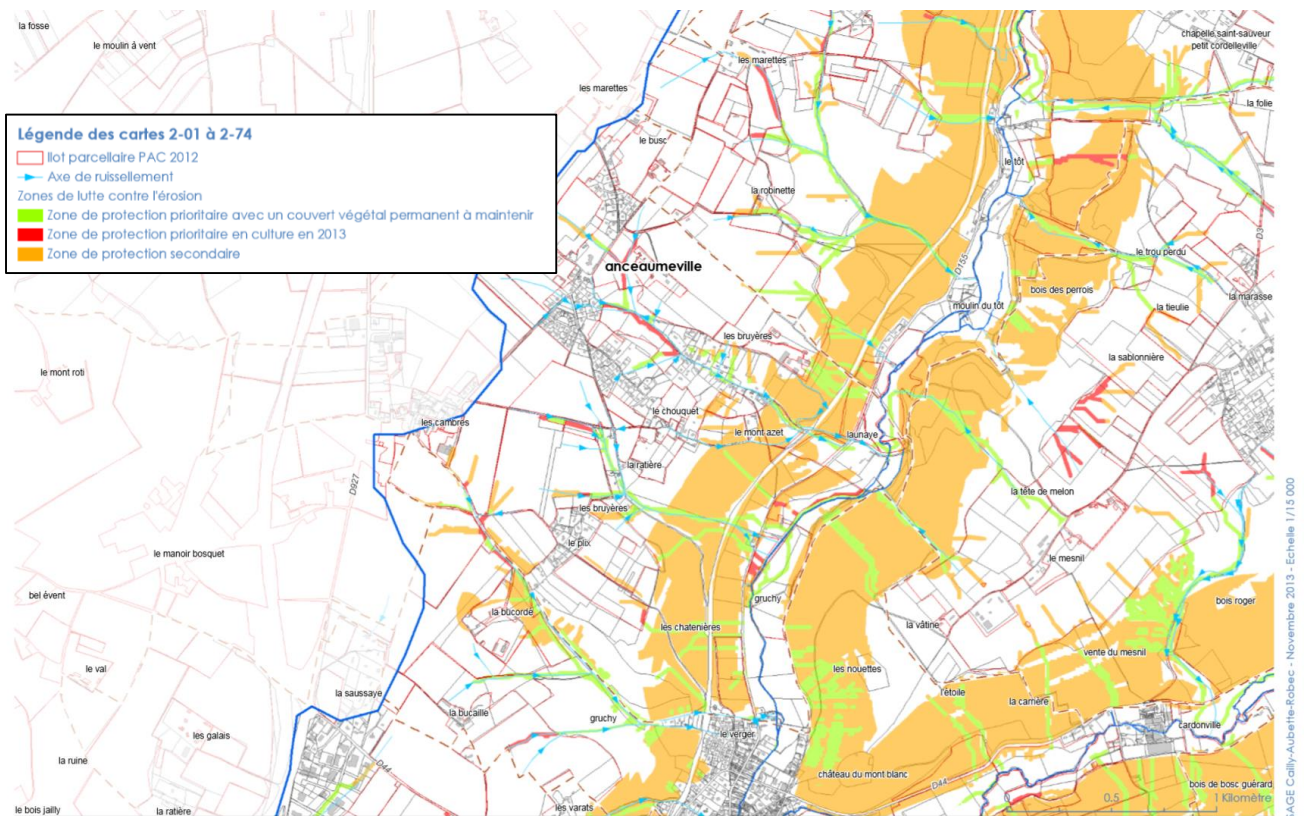 la fosse
le moulin à vent
chapelle saint-sauveur
petit cordelleville
les marettes
les marettes
la folie
Légende des cartes 2-01 à 2-74
Ilot parcellaire PAC 2012
Axe de ruissellement
Zones de lutte contre l'érosion
Zone de protection prioritaire avec un couvert végétal permanent à maintenir
Zone de protection prioritaire en culture en 2013
Zone de protection secondaire
le busc
le tôt
la robinette
D3
le trou perdu
anceaumeville
D155
bois des perrois
la marasse
moulin du tôt
la tieulie
les bruyères
la sablonnière
le mont roti
le chouquet
les cambres
le mont azet
launaye
la ratière
D927
la tête de melon
les bruyères
le plix
le manoir bosquet
le mesnil
bel évent
gruchy
bois roger
la bucorde
les chatenières
la vâtine
vente du mesnil
le val
les nouettes
la saussaye
l'étoile
la carrière
la bucaille
gruchy
cardonville
les galais
le verger
la ruine
D44
château du mont blanc
D44
bois de bosc guérard
0.5
1 Kilomètre
le bois jailly
la ratière
les varats
SAGE Cailly-Aubette-Robec - Novembre 2013 - Echelle 1/15 000